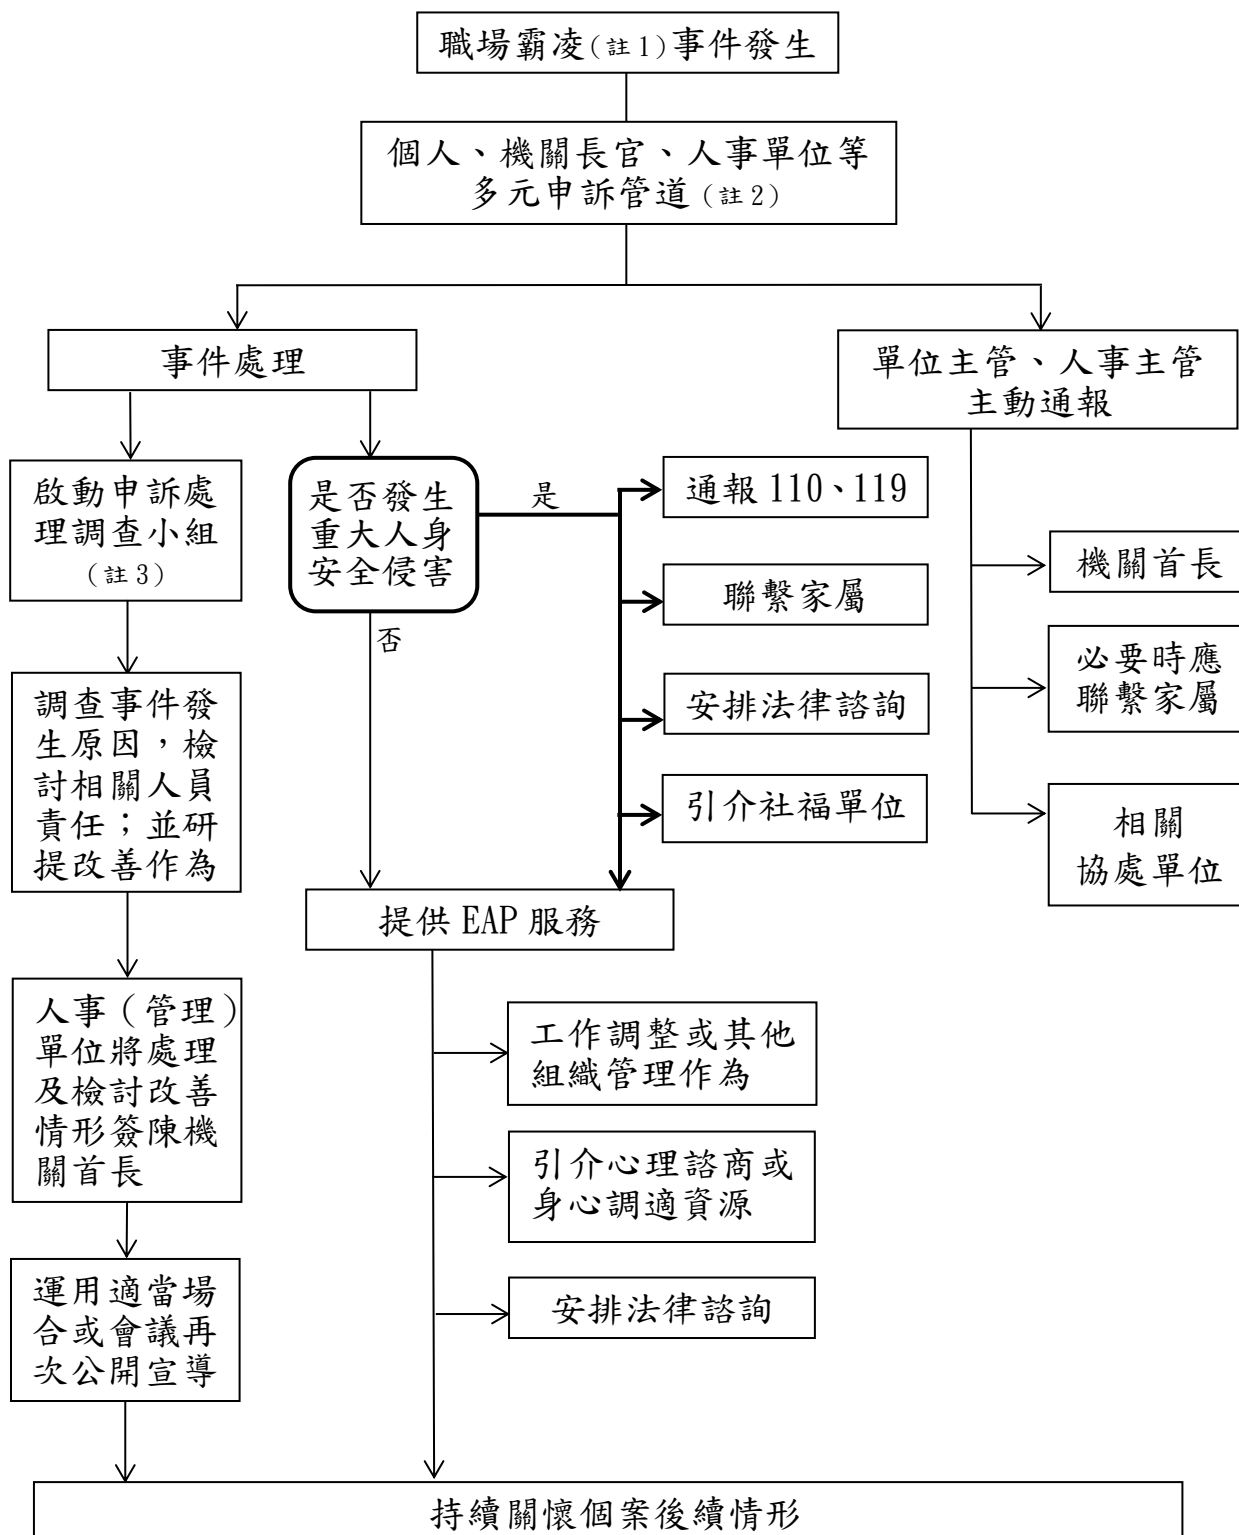 職場霸凌(註1)事件發生
個人、機關長官、人事單位等
多元申訴管道(註2)
事件處理
單位主管、人事主管
主動通報
啟動申訴處
理調查小組
(註3)
是否發生
重大人身
安全侵害
是
否
通報 110、119
聯繫家屬
安排法律諮詢
引介社福單位
機關首長
必要時應
聯繫家屬
相關
協處單位
調查事件發
生原因，檢
討相關人員
責任；並研
提改善作為
提供 EAP 服務
人事（管理）
單位將處理
及檢討改善
情形簽陳機
關首長
工作調整或其他
組織管理作為
引介心理諮商或
身心調適資源
安排法律諮詢
運用適當場
合或會議再
次公開宣導
持續關懷個案後續情形